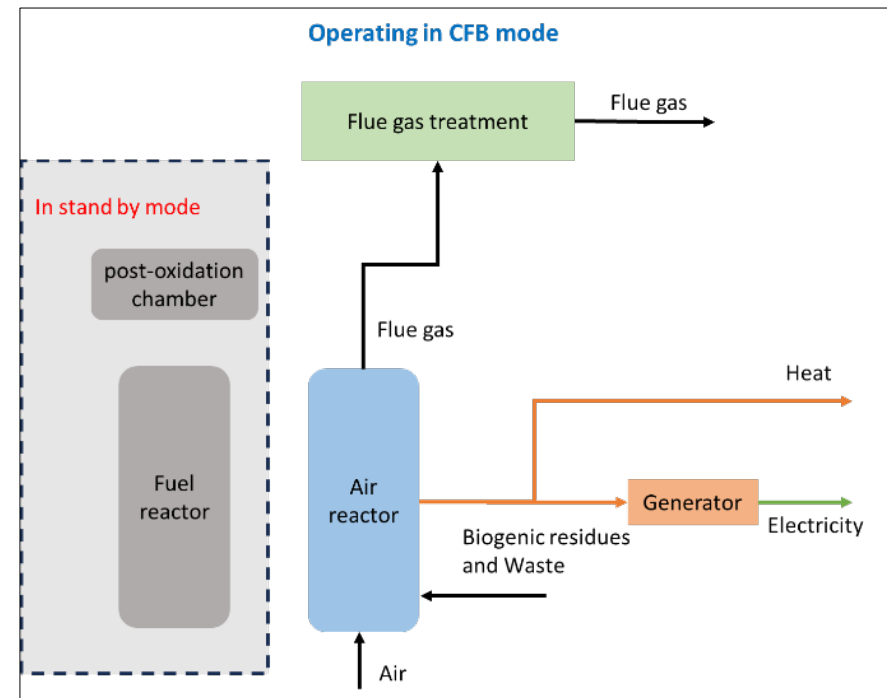 Operating in CFB mode
Flue gas treatment
Flue gas
In stand by mode
post-oxidation
chamber
Flue gas
Heat
Fuel
reactor
Air
reactor
Generator
Electricity
Biogenic residues
and Waste
Air